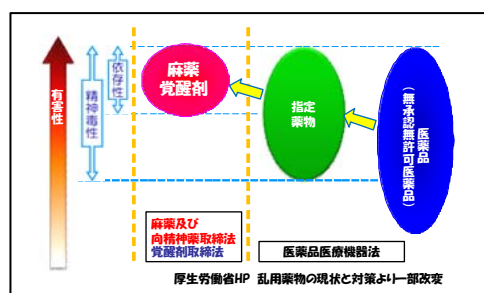 有害性
精神毒性
依存性
麻薬
覚醒剤
指定
薬物
医薬品
(無承認無許可医薬品)
麻薬及び
向精神薬取締法
覚醒剤取締法
医薬品医療機器法
厚生労働省HP 乱用薬物の現状と対策より一部改変